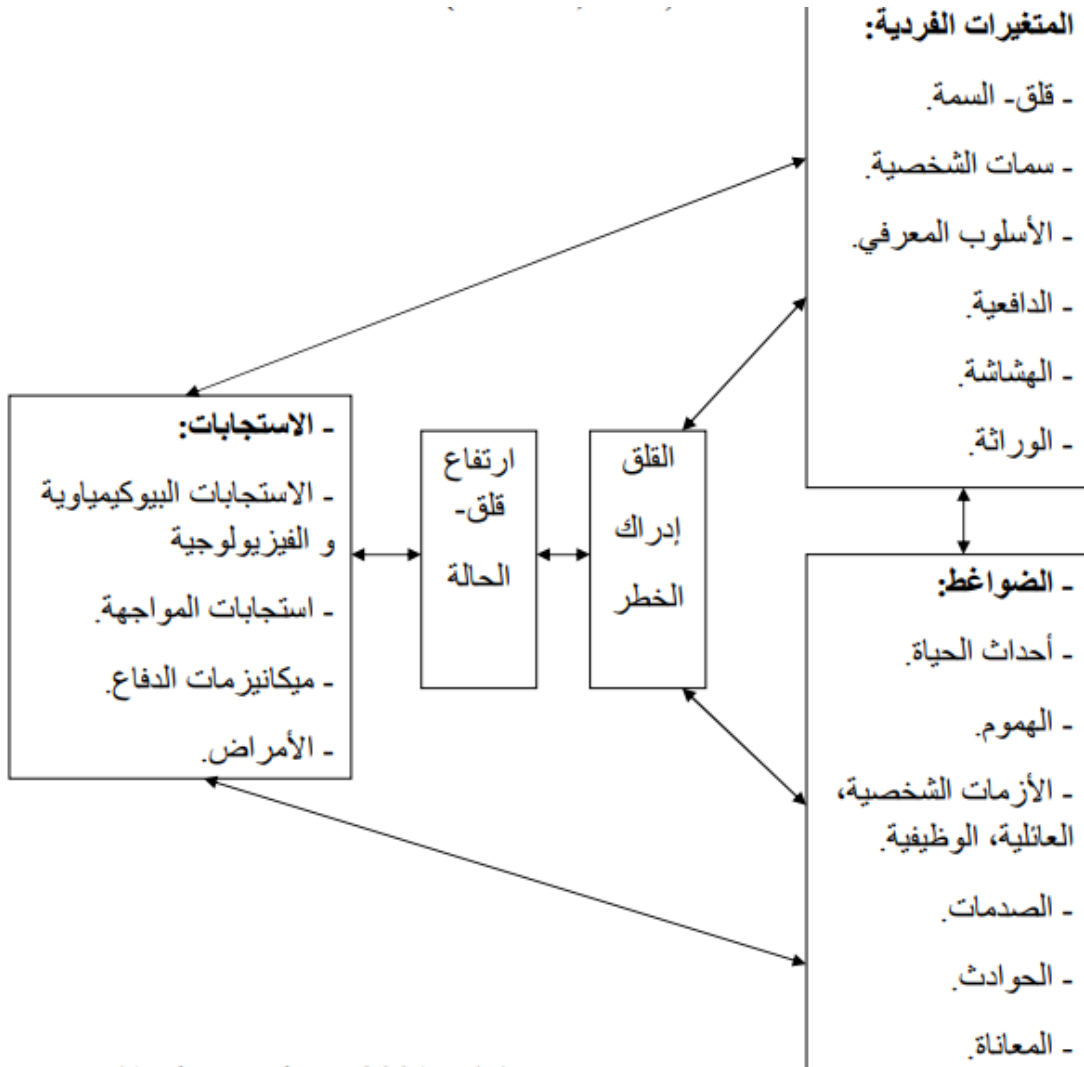 المتغيرات الفردية:
- قلق- السمة.
- سمات الشخصية.
- الأسلوب المعرفي.
- الدافعية.
- الهشاشة.
- الوراثة.
- الضواغط:
- أحداث الحياة.
- الهموم.
- الأزمات الشخصية،
العائلية، الوظيفية.
- الصدمات.
- الحوادث.
- المعاناة.
القلق
إدراك
الخطر
ارتفاع
قلق-
الحالة
- الاستجابات:
- الاستجابات البيوكيمياوية
و الفيزيولوجية
- استجابات المواجهة.
- ميكانيزمات الدفاع.
- الأمراض.